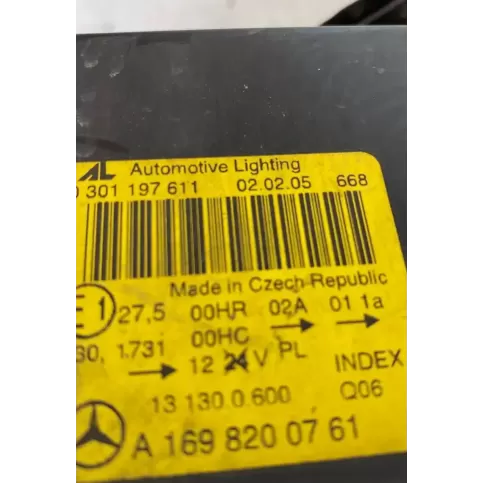 AL Automotive Lighting
0 301 197 611 02.02.05 668
Made in Czech Republic
E1 27,5 00HR 02A 01 1a
30, 1.731 00HC
12 24 V PL INDEX
13 130 0.600 Q06
A 169 820 07 61